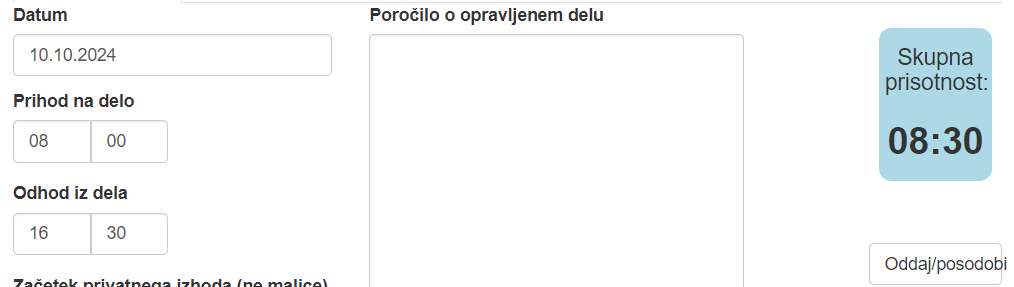 Datum
10.10.2024
Prihod na delo
08 00
Odhod iz dela
16 30
Začetek privatnega izhoda (ne malice)
Poročilo o opravljenem delu
Skupna
prisotnost:
08:30
Oddaj/posodobi